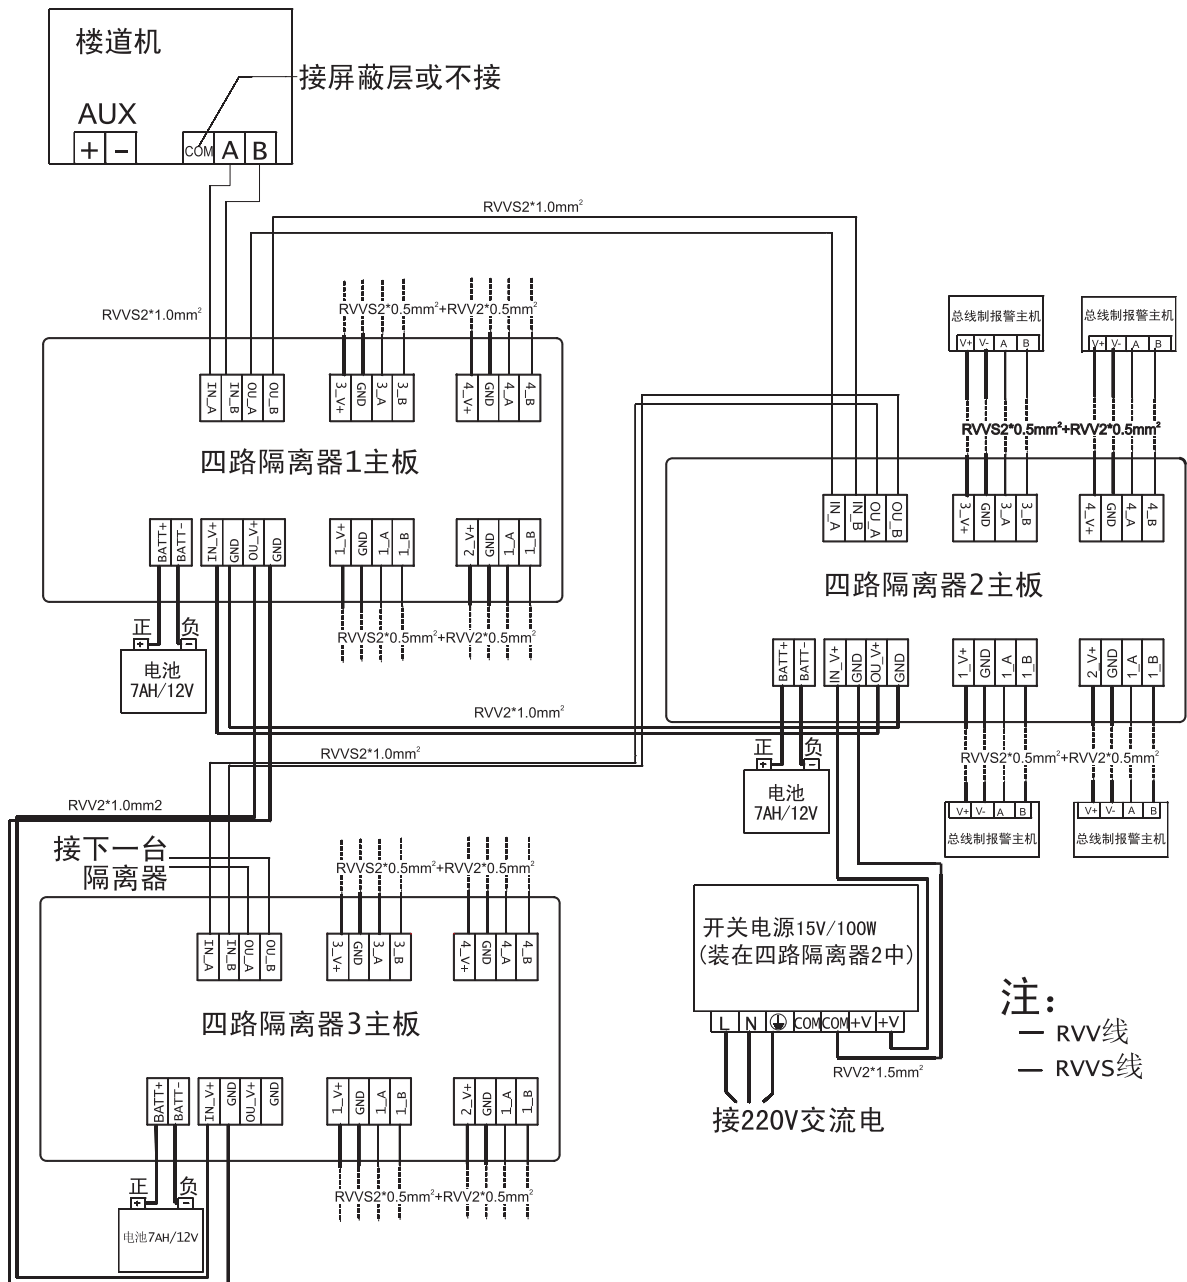 楼道机
接屏蔽层或不接
AUX
+ -
COM A B
RVVS2*1.0mm²
RVVS2*1.0mm²
RVVS2*0.5mm²+RVV2*0.5mm²
IN_A IN_B OU_A OU_B
3_V+ GND 3_A 3_B
4_V+ GND 4_A 4_B
四路隔离器1主板
BATT+ BATT-
IN_V+ GND OU_V+ GND
1_V+ GND 1_A 1_B
2_V+ GND 1_A 1_B
RVVS2*0.5mm²+RVV2*0.5mm²
正 负
+ -
电池
7AH/12V
总线制报警主机
V+ V- A B
总线制报警主机
V+ V- A B
RVVS2*0.5mm²+RVV2*0.5mm²
IN_A IN_B OU_A OU_B
3_V+ GND 3_A 3_B
4_V+ GND 4_A 4_B
四路隔离器2主板
BATT+ BATT-
IN_V+ GND OU_V+ GND
1_V+ GND 1_A 1_B
2_V+ GND 1_A 1_B
RVV2*1.0mm²
RVVS2*1.0mm²
正 负
+ -
电池
7AH/12V
RVVS2*0.5mm²+RVV2*0.5mm²
V+ V- A B
总线制报警主机
V+ V- A B
总线制报警主机
RVV2*1.0mm2
接下一台
隔离器
RVVS2*0.5mm²+RVV2*0.5mm²
IN_A IN_B OU_A OU_B
3_V+ GND 3_A 3_B
4_V+ GND 4_A 4_B
四路隔离器3主板
BATT+ BATT-
IN_V+ GND OU_V+ GND
1_V+ GND 1_A 1_B
2_V+ GND 1_A 1_B
RVVS2*0.5mm²+RVV2*0.5mm²
正 负
+ -
电池7AH/12V
开关电源15V/100W
(装在四路隔离器2中)
L N ⏚ COM COM +V +V
RVV2*1.5mm²
接220V交流电
注:
— RVV线
— RVVS线